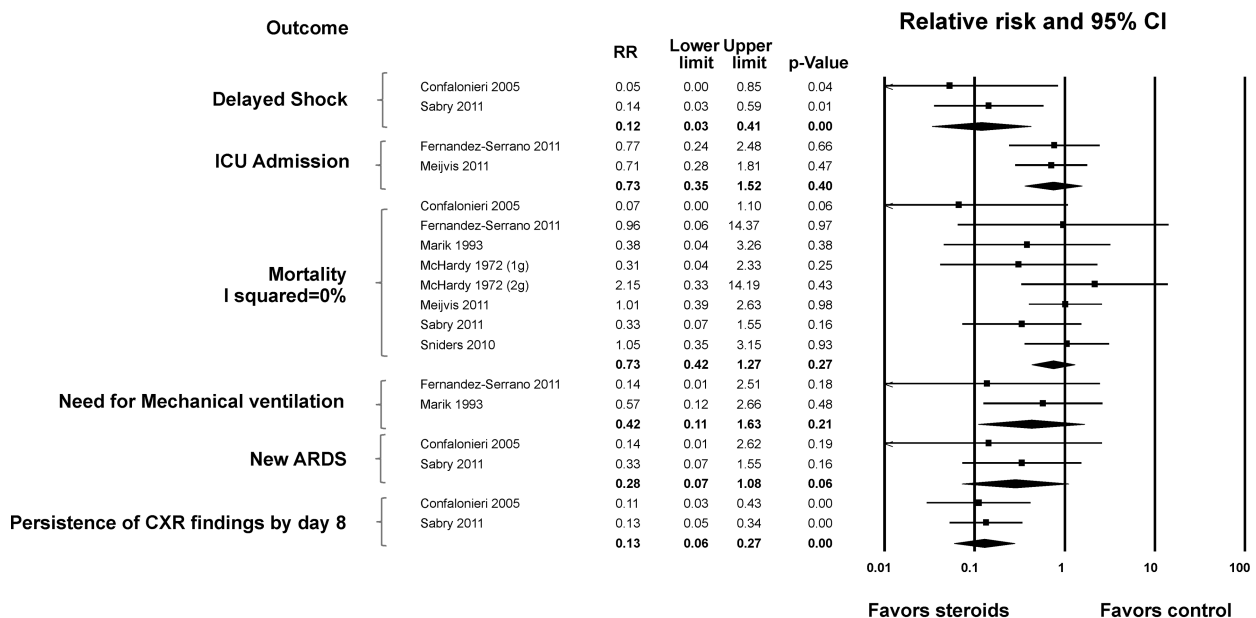 Relative risk and 95% CI
Outcome
RR Lower limit Upper limit p-Value
Delayed Shock
Confalonieri 2005 0.05 0.00 0.85 0.04
Sabry 2011 0.14 0.03 0.59 0.01
0.12 0.03 0.41 0.00
ICU Admission
Fernandez-Serrano 2011 0.77 0.24 2.48 0.66
Meijvis 2011 0.71 0.28 1.81 0.47
0.73 0.35 1.52 0.40
Mortality
I squared=0%
Confalonieri 2005 0.07 0.00 1.10 0.06
Fernandez-Serrano 2011 0.96 0.06 14.37 0.97
Marik 1993 0.38 0.04 3.26 0.38
McHardy 1972 (1g) 0.31 0.04 2.33 0.25
McHardy 1972 (2g) 2.15 0.33 14.19 0.43
Meijvis 2011 1.01 0.39 2.63 0.98
Sabry 2011 0.33 0.07 1.55 0.16
Sniders 2010 1.05 0.35 3.15 0.93
0.73 0.42 1.27 0.27
Need for Mechanical ventilation
Fernandez-Serrano 2011 0.14 0.01 2.51 0.18
Marik 1993 0.57 0.12 2.66 0.48
0.42 0.11 1.63 0.21
New ARDS
Confalonieri 2005 0.14 0.01 2.62 0.19
Sabry 2011 0.33 0.07 1.55 0.16
0.28 0.07 1.08 0.06
Persistence of CXR findings by day 8
Confalonieri 2005 0.11 0.03 0.43 0.00
Sabry 2011 0.13 0.05 0.34 0.00
0.13 0.06 0.27 0.00
0.01 0.1 1 10 100
Favors steroids Favors control